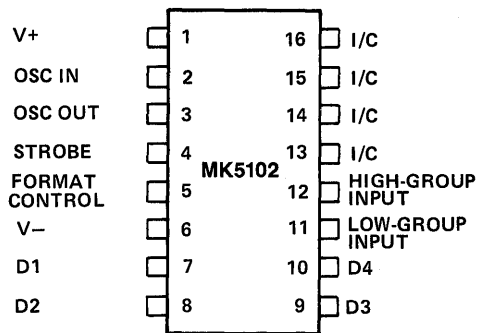 V+ 1 16 I/C
OSC IN 2 15 I/C
OSC OUT 3 14 I/C
STROBE 4 13 I/C
MK5102
FORMAT
CONTROL 5 12 HIGH-GROUP
INPUT
V− 6 11 LOW-GROUP
INPUT
D1 7 10 D4
D2 8 9 D3